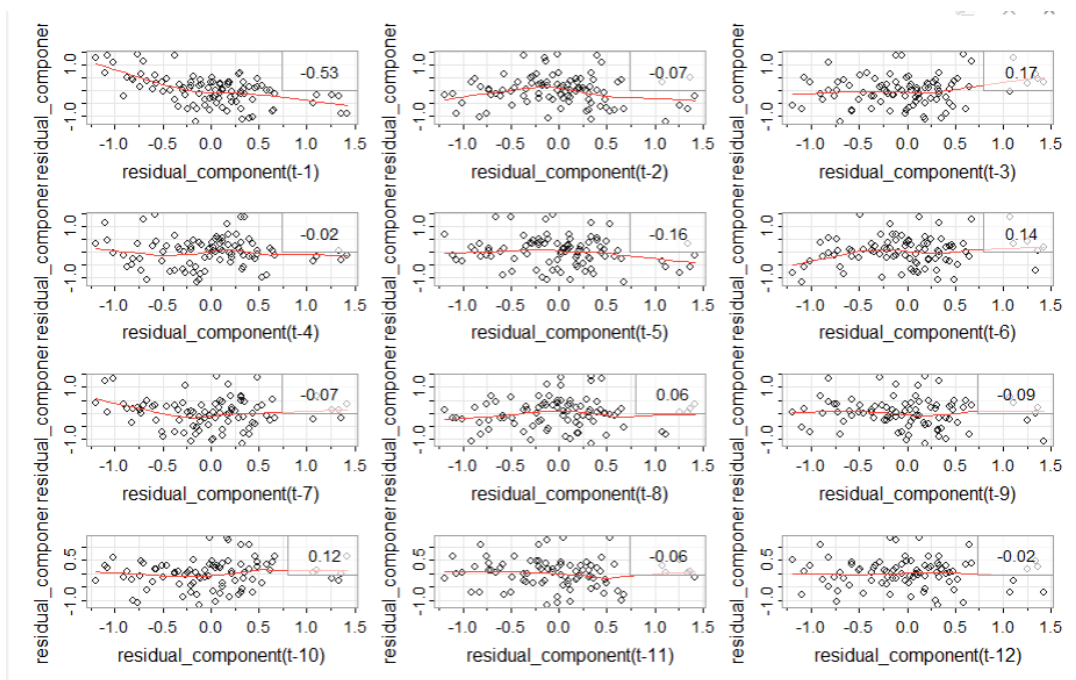 residual_componer
1.0
-1.0
-0.53
-1.0 -0.5 0.0 0.5 1.0 1.5
residual_component(t-1)
residual_componer
1.0
-1.0
-0.07
-1.0 -0.5 0.0 0.5 1.0 1.5
residual_component(t-2)
residual_componer
1.0
-1.0
0.17
-1.0 -0.5 0.0 0.5 1.0 1.5
residual_component(t-3)
residual_componer
1.0
-1.0
-0.02
-1.0 -0.5 0.0 0.5 1.0 1.5
residual_component(t-4)
residual_componer
1.0
-1.0
-0.16
-1.0 -0.5 0.0 0.5 1.0 1.5
residual_component(t-5)
residual_componer
1.0
-1.0
0.14
-1.0 -0.5 0.0 0.5 1.0 1.5
residual_component(t-6)
residual_componer
1.0
-1.0
-0.07
-1.0 -0.5 0.0 0.5 1.0 1.5
residual_component(t-7)
residual_componer
1.0
-1.0
0.06
-1.0 -0.5 0.0 0.5 1.0 1.5
residual_component(t-8)
residual_componer
1.0
-1.0
-0.09
-1.0 -0.5 0.0 0.5 1.0 1.5
residual_component(t-9)
residual_componer
0.5
-1.0
0.12
-1.0 -0.5 0.0 0.5 1.0 1.5
residual_component(t-10)
residual_componer
0.5
-1.0
-0.06
-1.0 -0.5 0.0 0.5 1.0 1.5
residual_component(t-11)
residual_componer
0.5
-1.0
-0.02
-1.0 -0.5 0.0 0.5 1.0 1.5
residual_component(t-12)